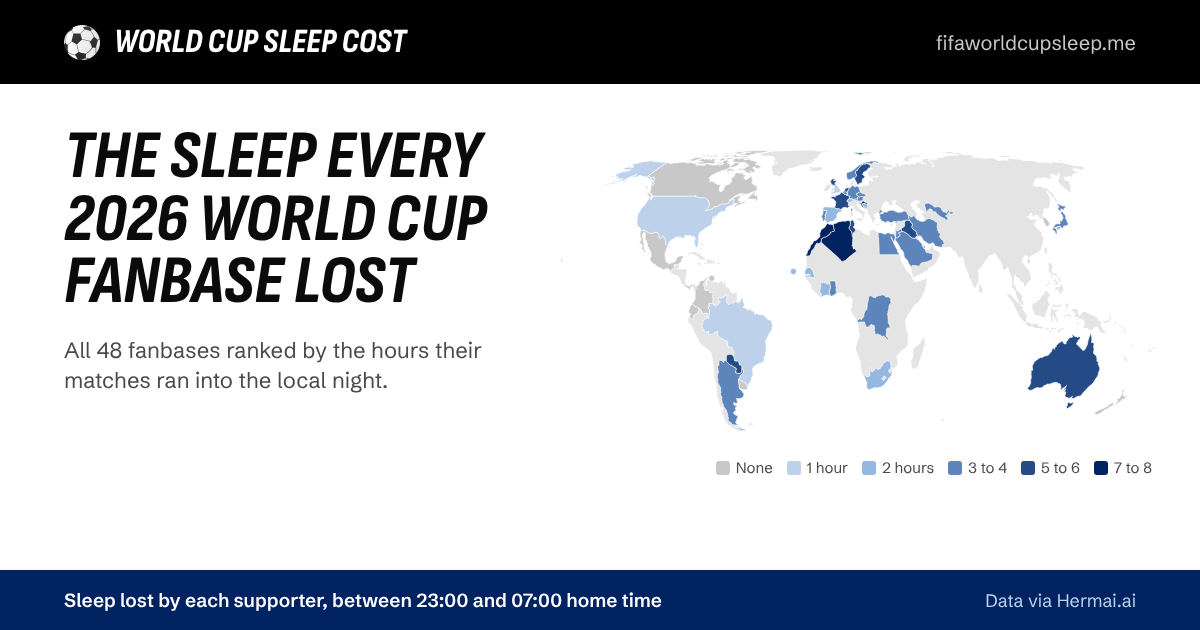 WORLD CUP SLEEP COST
fifaworldcupsleep.me
THE SLEEP EVERY
2026 WORLD CUP
FANBASE LOST
All 48 fanbases ranked by the hours their
matches ran into the local night.
None 1 hour 2 hours 3 to 4 5 to 6 7 to 8
Sleep lost by each supporter, between 23:00 and 07:00 home time
Data via Hermai.ai